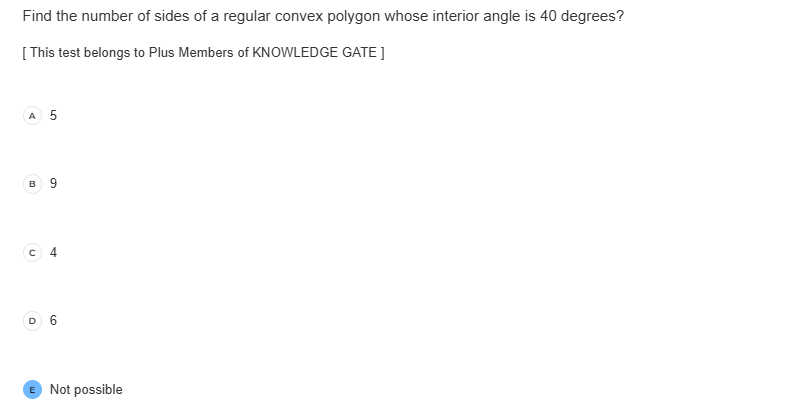 Find the number of sides of a regular convex polygon whose interior angle is 40 degrees?
[ This test belongs to Plus Members of KNOWLEDGE GATE ]
A 5
B 9
C 4
D 6
E Not possible